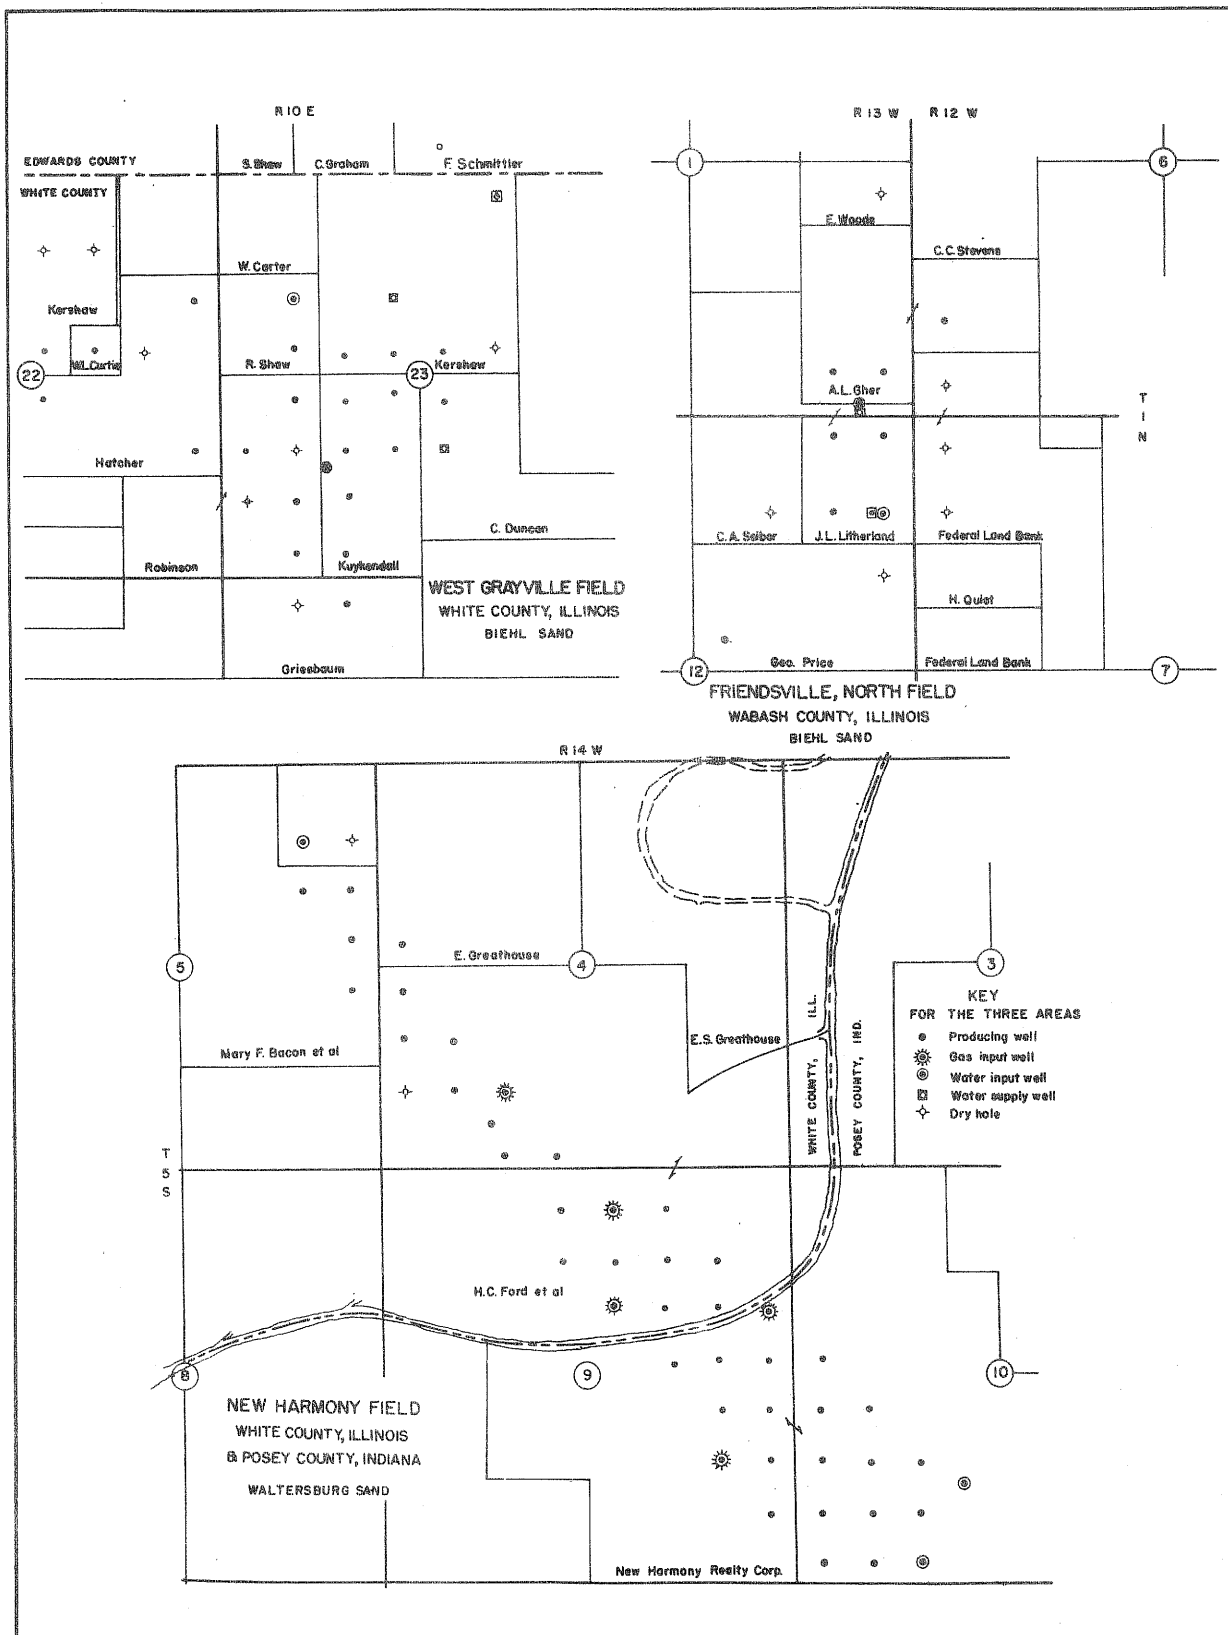 R 10 E
EDWARDS COUNTY
WHITE COUNTY
S. Shaw
C. Graham
F. Schmittler
W. Carter
Kershaw
W.L. Curtis
R. Shaw
Kershaw
22
23
Hatcher
C. Duncan
Robinson
Kuykendall
Griesbaum
WEST GRAYVILLE FIELD
WHITE COUNTY, ILLINOIS
BIEHL SAND
R 13 W
R 12 W
1
6
E. Woods
C. C. Stevens
A.L. Gher
T
I
N
C. A. Seiber
J.L. Litherland
Federal Land Bank
H. Quist
12
Geo. Price
Federal Land Bank
7
FRIENDSVILLE, NORTH FIELD
WABASH COUNTY, ILLINOIS
BIEHL SAND
R 14 W
5
E. Greathouse
4
3
Mary F. Bacon et al
E.S. Greathouse
WHITE COUNTY, ILL.
POSEY COUNTY, IND.
KEY
FOR THE THREE AREAS
Producing well
Gas input well
Water input well
Water supply well
Dry hole
T
5
S
H.C. Ford et al
8
9
10
NEW HARMONY FIELD
WHITE COUNTY, ILLINOIS
& POSEY COUNTY, INDIANA
WALTERSBURG SAND
New Harmony Realty Corp.